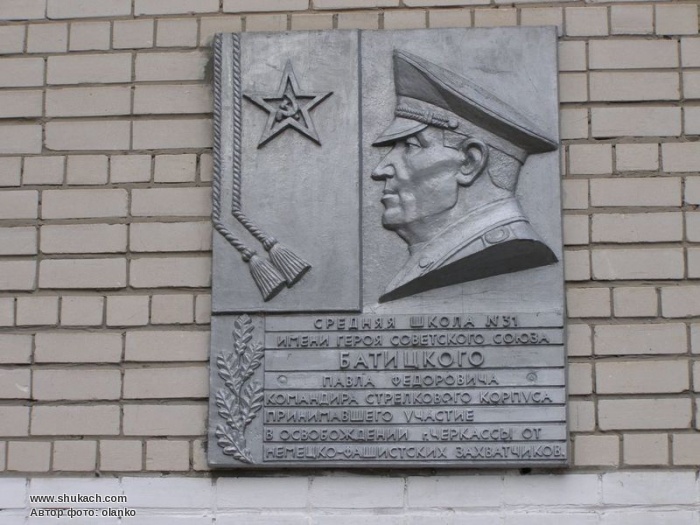 СРЕДНЯЯ ШКОЛА №31
ИМЕНИ ГЕРОЯ СОВЕТСКОГО СОЮЗА
БАТИЦКОГО
ПАВЛА ФЕДОРОВИЧА
КОМАНДИРА СТРЕЛКОВОГО КОРПУСА
ПРИНИМАВШЕГО УЧАСТИЕ
В ОСВОБОЖДЕНИИ г.ЧЕРКАССЫ ОТ
НЕМЕЦКО-ФАШИСТСКИХ ЗАХВАТЧИКОВ.
www.shukach.com
Автор фото: olanko